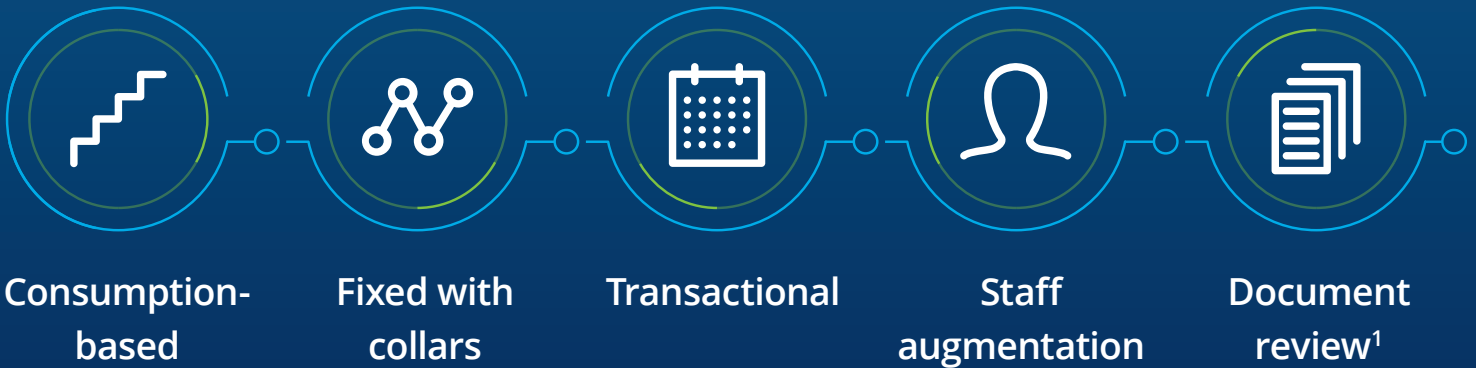 Consumption-
based
Fixed with
collars
Transactional
Staff
augmentation
Document
review¹